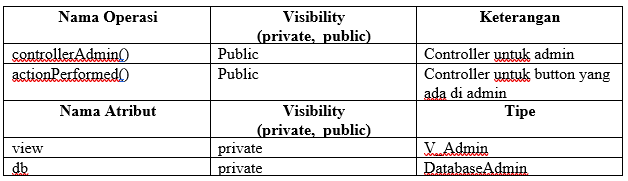 Nama Operasi Visibility Keterangan
(private, public)
controllerAdmin() Public Controller untuk admin
actionPerformed() Public Controller untuk button yang
ada di admin
Nama Atribut Visibility Tipe
(private, public)
view private V_Admin
db private DatabaseAdmin